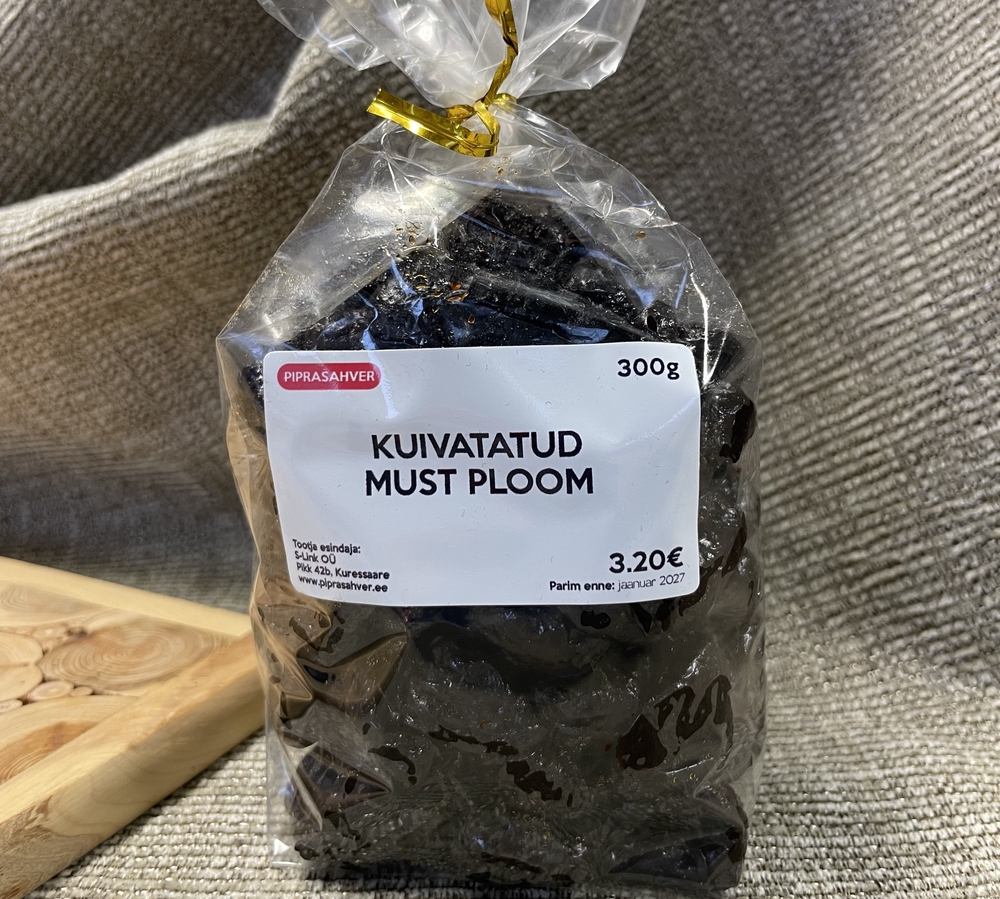 PIPRASAHVER
300g
KUIVATATUD
MUST PLOOM
Tootja esindaja:
S-Link OÜ
Pikk 42b, Kuressaare
www.piprasahver.ee
3.20€
Parim enne: jaanuar 2027